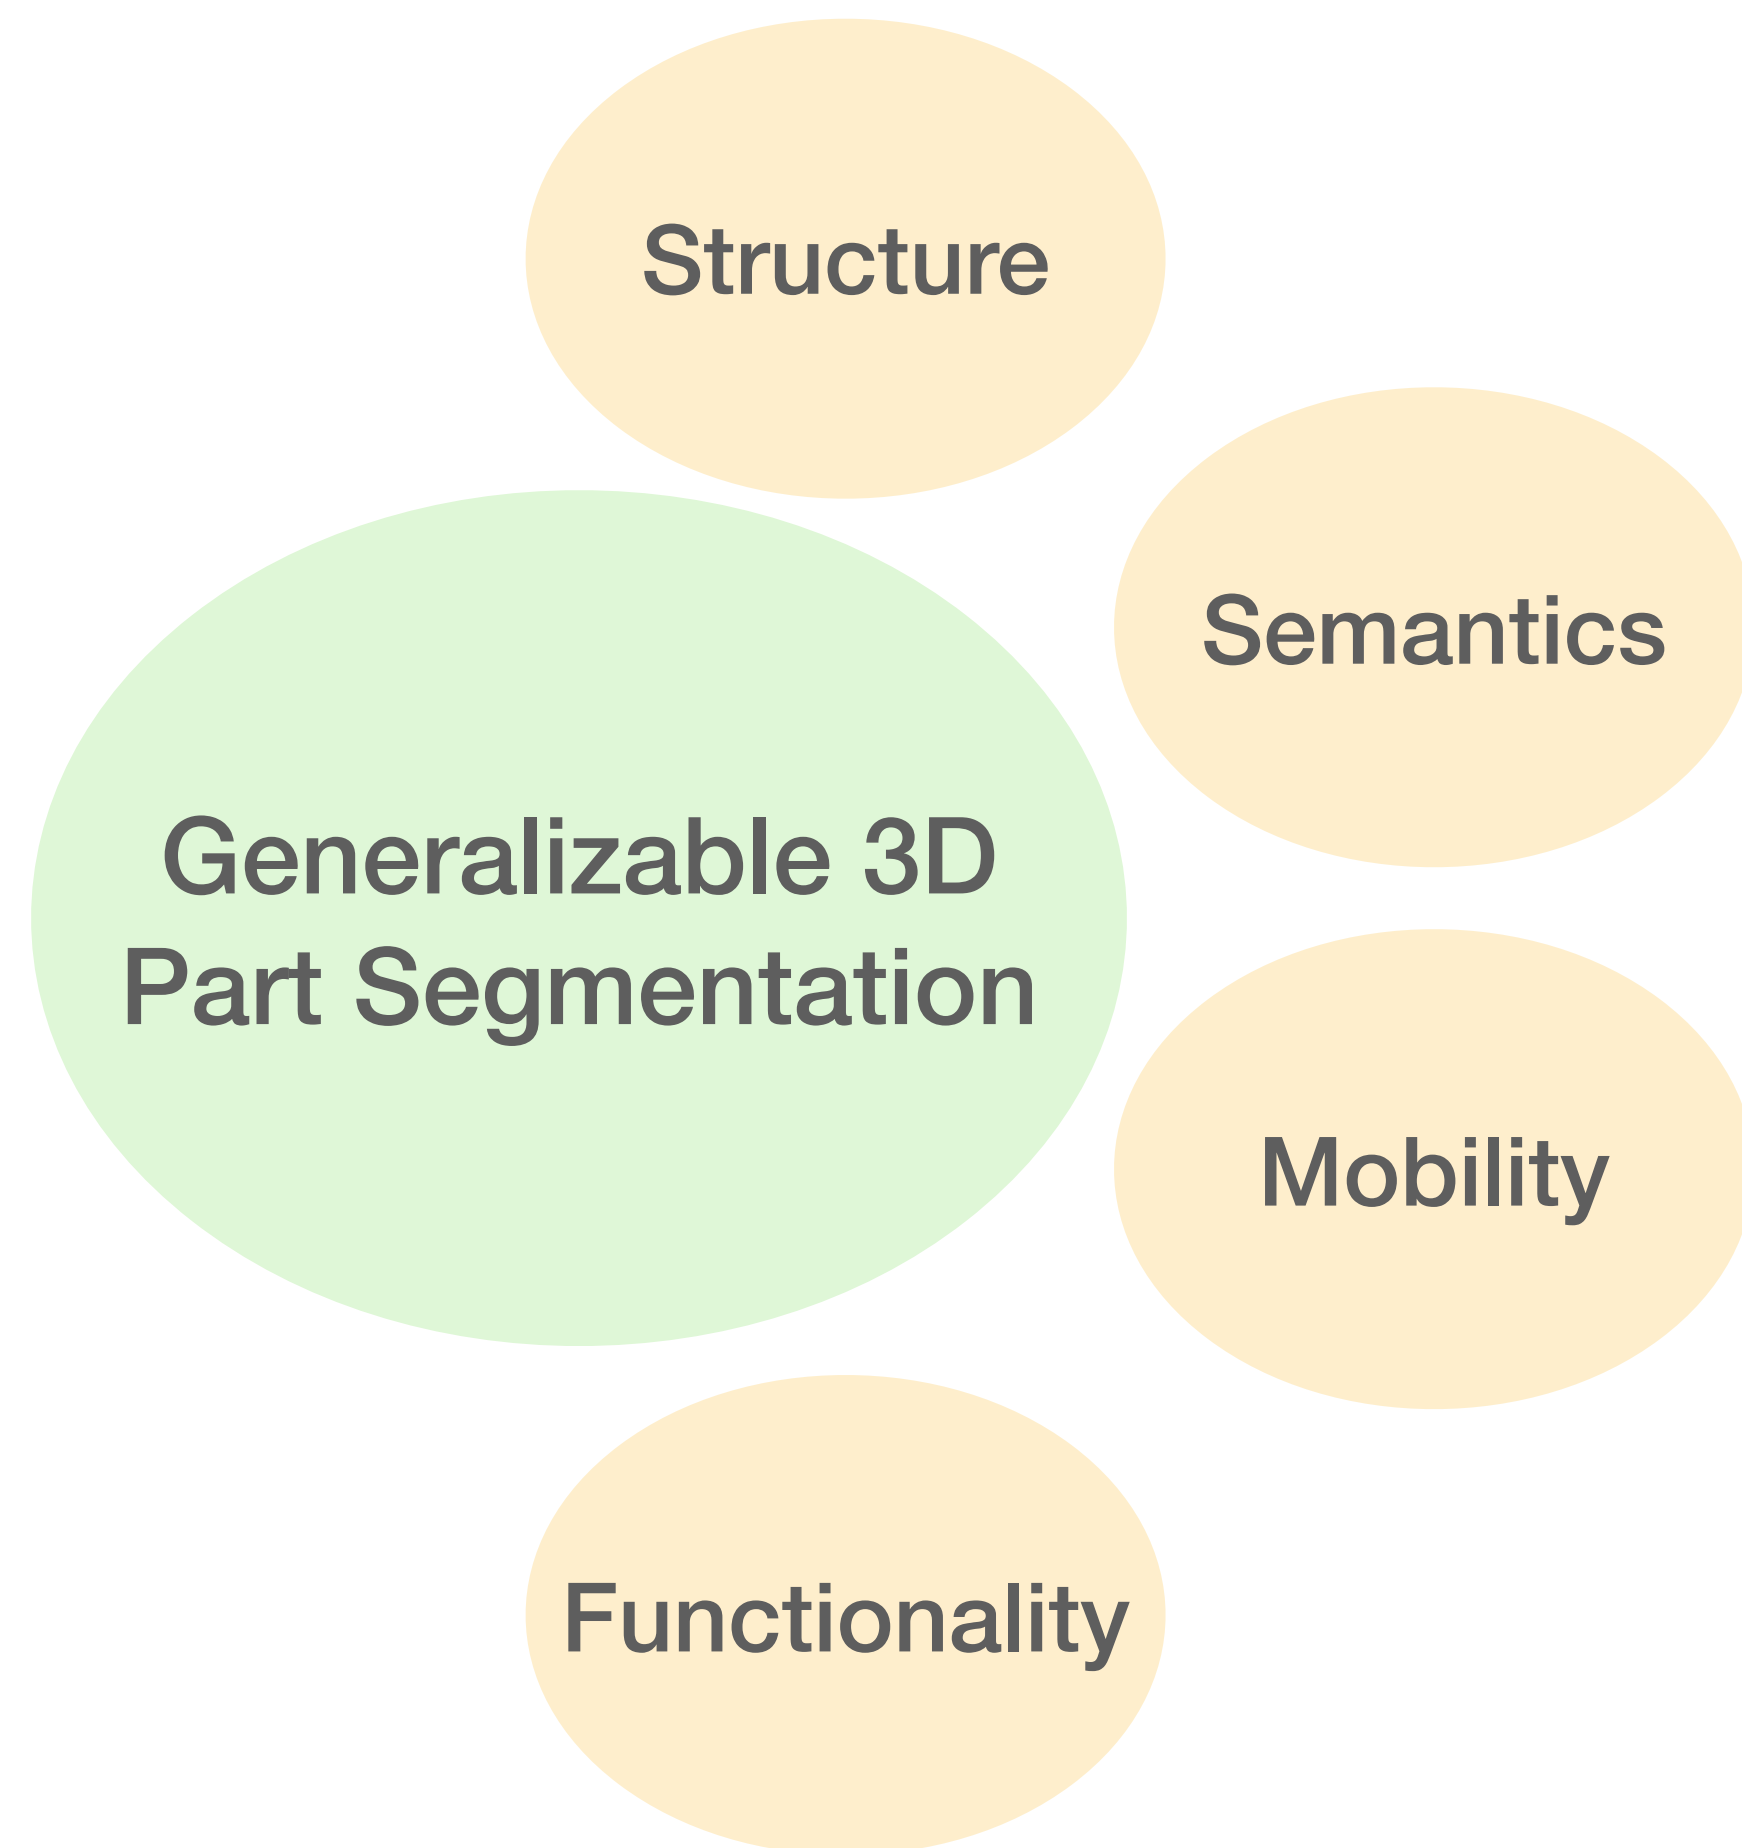 Structure
Semantics
Generalizable 3D
Part Segmentation
Mobility
Functionality